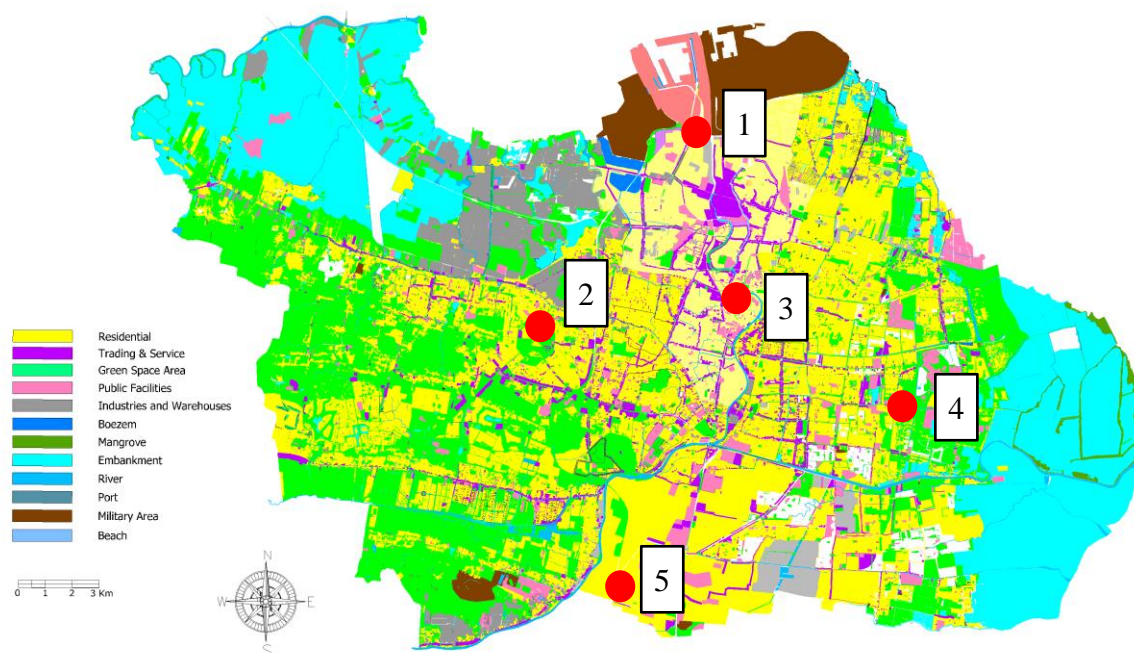 1
2
3
4
5
Residential
Trading & Service
Green Space Area
Public Facilities
Industries and Warehouses
Boezem
Mangrove
Embankment
River
Port
Military Area
Beach
0 1 2 3 Km
N
W E
S